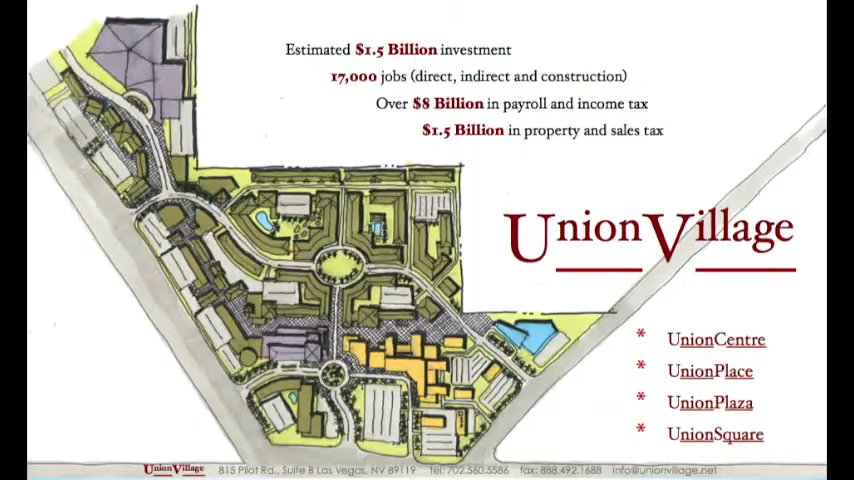 Estimated $1.5 Billion investment
17,000 jobs (direct, indirect and construction)
Over $8 Billion in payroll and income tax
$1.5 Billion in property and sales tax
UnionVillage
* UnionCentre
* UnionPlace
* UnionPlaza
* UnionSquare
UnionVillage 815 Pilot Rd., Suite B Las Vegas, NV 89119 tel: 702.560.5586 fax: 888.492.1688 info@unionvillage.net